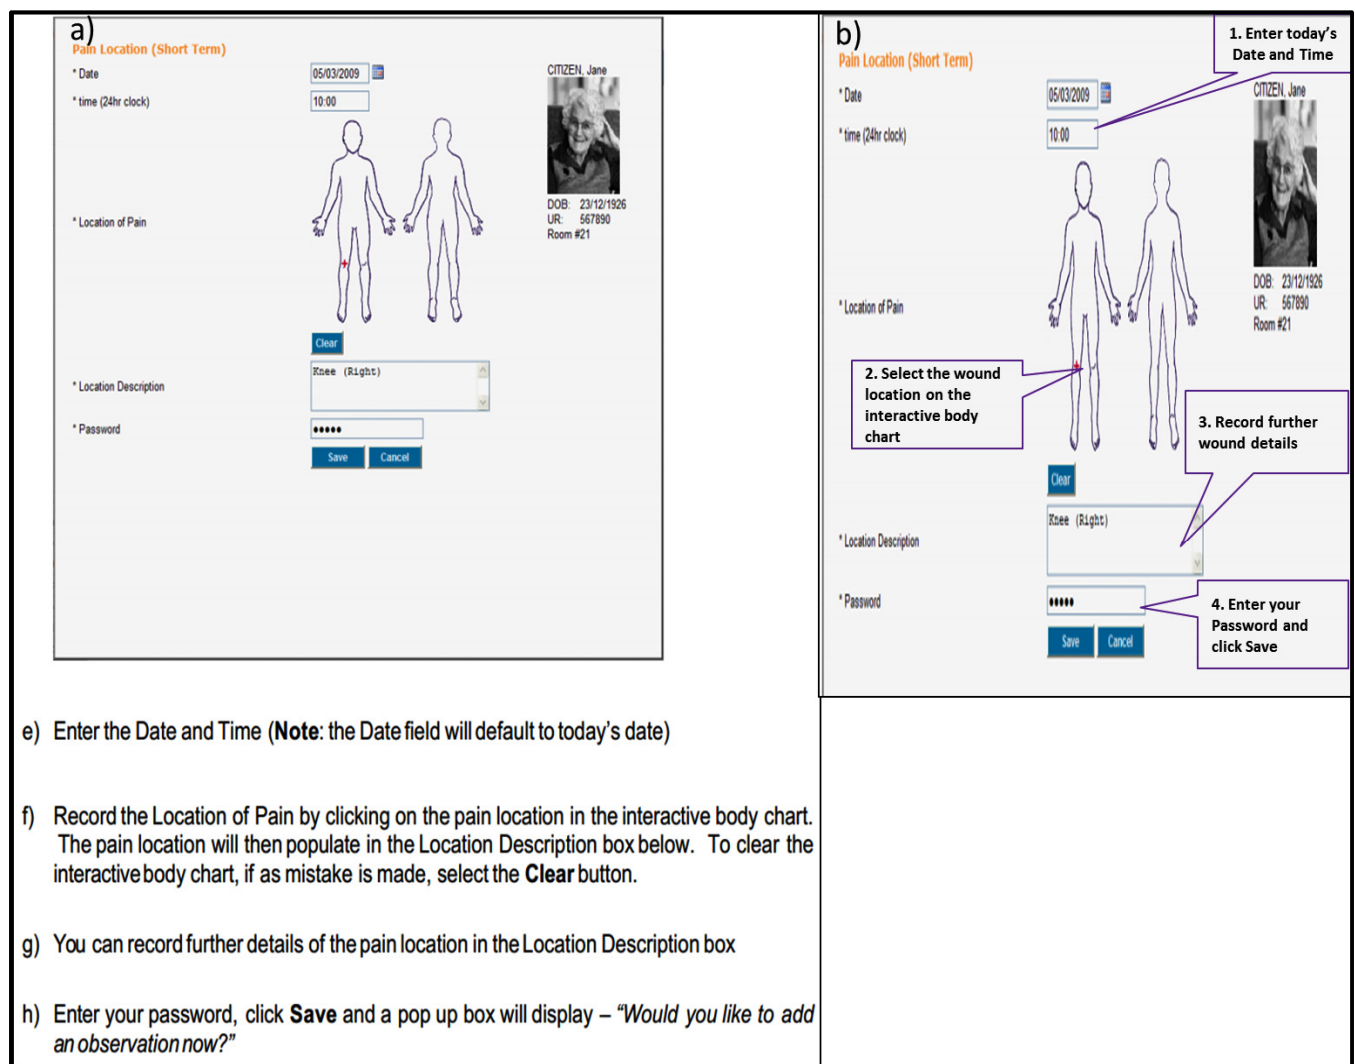 a)
Pain Location (Short Term)
* Date
05/03/2009
* time (24hr clock)
10:00
CITIZEN, Jane
DOB: 23/12/1926
UR: 567890
Room #21
* Location of Pain
Clear
* Location Description
Knee (Right)
* Password
•••••
Save
Cancel
b)
Pain Location (Short Term)
1. Enter today's
Date and Time
* Date
05/03/2009
* time (24hr clock)
10:00
CITIZEN, Jane
DOB: 23/12/1926
UR: 567890
Room #21
* Location of Pain
2. Select the wound
location on the
interactive body
chart
3. Record further
wound details
Clear
* Location Description
Knee (Right)
* Password
•••••
4. Enter your
Password and
click Save
Save
Cancel
e) Enter the Date and Time (Note: the Date field will default to today's date)
f) Record the Location of Pain by clicking on the pain location in the interactive body chart.
The pain location will then populate in the Location Description box below. To clear the
interactive body chart, if as mistake is made, select the Clear button.
g) You can record further details of the pain location in the Location Description box
h) Enter your password, click Save and a pop up box will display – "Would you like to add
an observation now?"